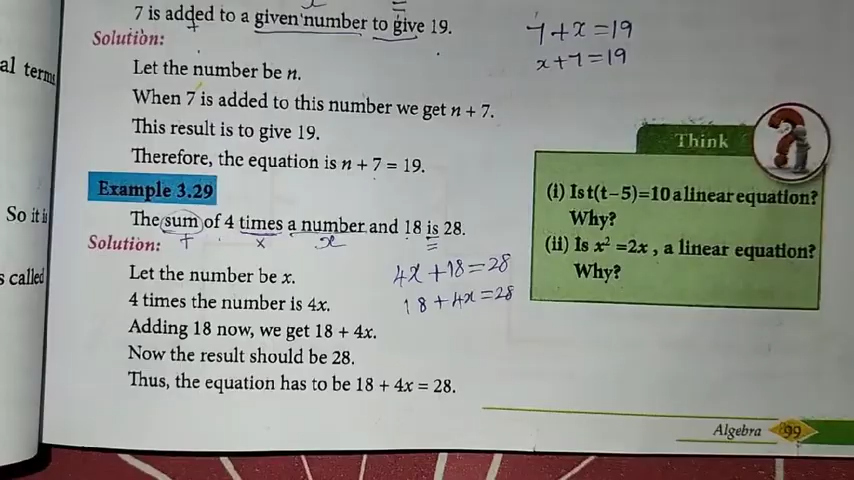 7 is added to a given number to give 19.
7+x=19
x+7=19
Solution:
al terms
Let the number be n.
When 7 is added to this number we get n + 7.
This result is to give 19.
Therefore, the equation is n + 7 = 19.
Think
(i) Is t(t–5)=10 a linear equation?
Why?
(ii) Is x² =2x , a linear equation?
Why?
Example 3.29
So it is
The sum of 4 times a number and 18 is 28.
+ x x =
Solution:
s called
Let the number be x.
4x+18=28
4 times the number is 4x.
18+4x=28
Adding 18 now, we get 18 + 4x.
Now the result should be 28.
Thus, the equation has to be 18 + 4x = 28.
Algebra 99